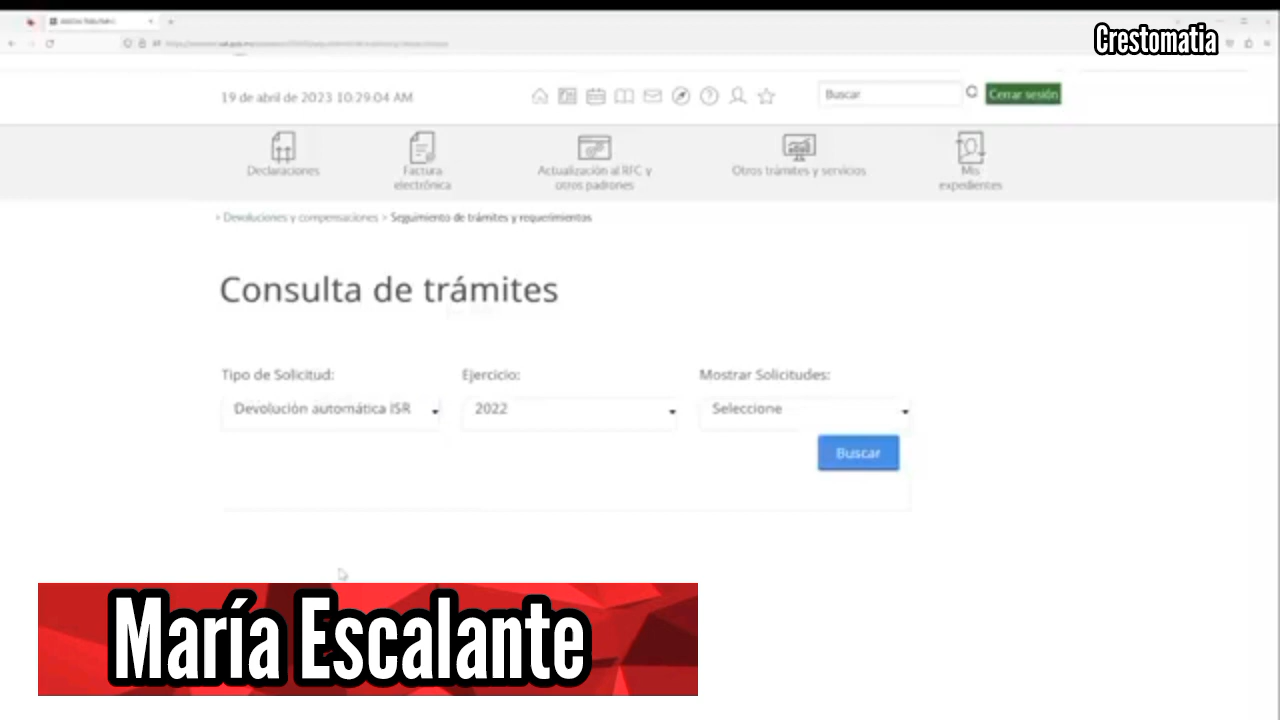 Crestomatia
19 de abril de 2023 10:29:04 AM
Buscar
Cerrar sesión
Declaraciones
Factura
electrónica
Actualización al RFC y
otros padrones
Otros trámites y servicios
Mis
expedientes
Devoluciones y compensaciones > Seguimiento de trámites y requerimientos
Consulta de trámites
Tipo de Solicitud:
Ejercicio:
Mostrar Solicitudes:
Devolución automática ISR
2022
Seleccione
Buscar
María Escalante